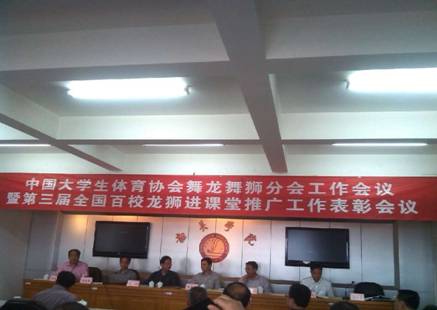 中国大学生体育协会舞龙舞狮分会工作会议
暨第三届全国百校龙狮进课堂推广工作表彰会议